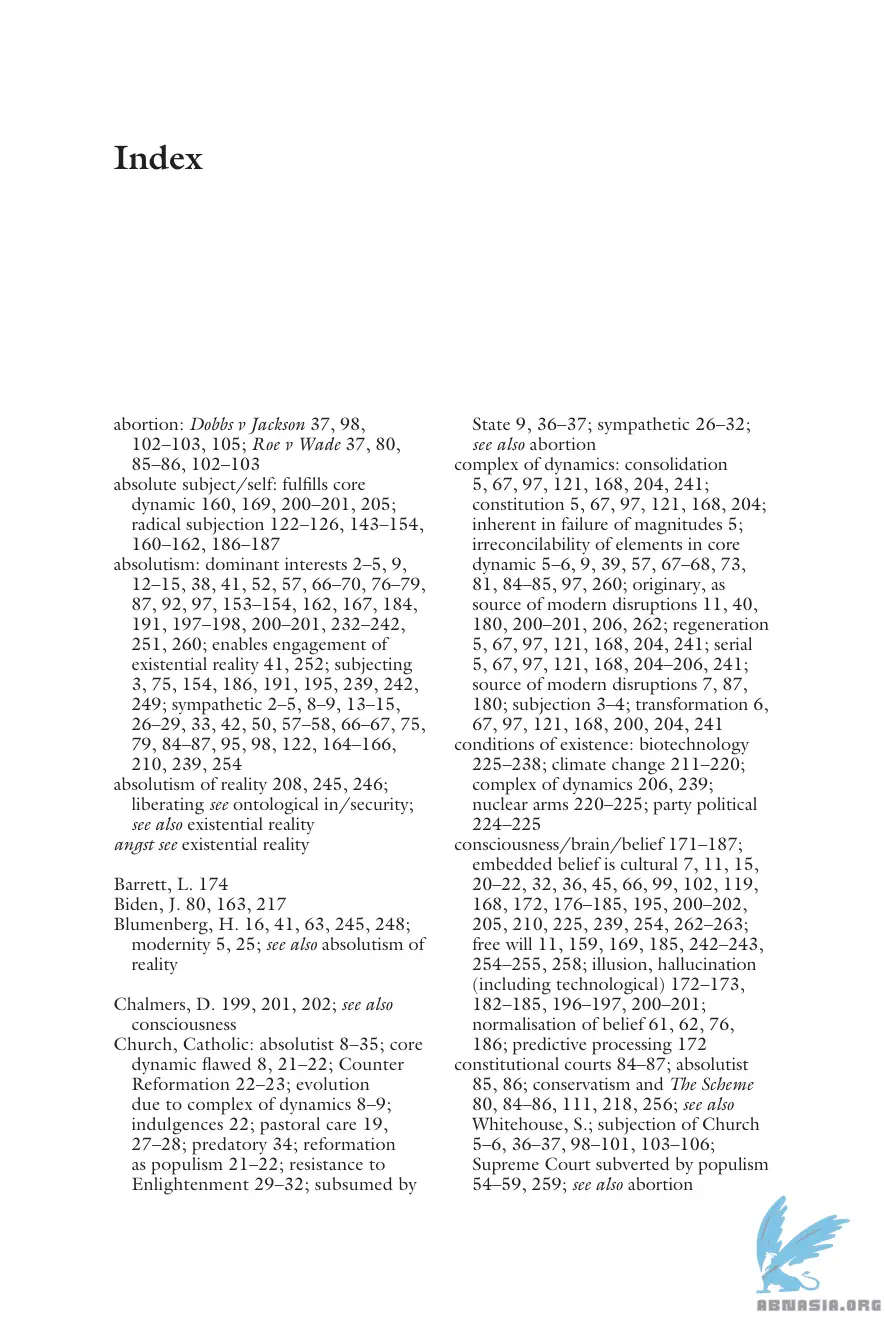 Index
abortion: Dobbs v Jackson 37, 98,
102–103, 105; Roe v Wade 37, 80,
85–86, 102–103
absolute subject/self: fulfills core
dynamic 160, 169, 200–201, 205;
radical subjection 122–126, 143–154,
160–162, 186–187
absolutism: dominant interests 2–5, 9,
12–15, 38, 41, 52, 57, 66–70, 76–79,
87, 92, 97, 153–154, 162, 167, 184,
191, 197–198, 200–201, 232–242,
251, 260; enables engagement of
existential reality 41, 252; subjecting
3, 75, 154, 186, 191, 195, 239, 242,
249; sympathetic 2–5, 8–9, 13–15,
26–29, 33, 42, 50, 57–58, 66–67, 75,
79, 84–87, 95, 98, 122, 164–166,
210, 239, 254
absolutism of reality 208, 245, 246;
liberating see ontological in/security;
see also existential reality
angst see existential reality
Barrett, L. 174
Biden, J. 80, 163, 217
Blumenberg, H. 16, 41, 63, 245, 248;
modernity 5, 25; see also absolutism of
reality
Chalmers, D. 199, 201, 202; see also
consciousness
Church, Catholic: absolutist 8–35; core
dynamic flawed 8, 21–22; Counter
Reformation 22–23; evolution
due to complex of dynamics 8–9;
indulgences 22; pastoral care 19,
27–28; predatory 34; reformation
as populism 21–22; resistance to
Enlightenment 29–32; subsumed by
State 9, 36–37; sympathetic 26–32;
see also abortion
complex of dynamics: consolidation
5, 67, 97, 121, 168, 204, 241;
constitution 5, 67, 97, 121, 168, 204;
inherent in failure of magnitudes 5;
irreconcilability of elements in core
dynamic 5–6, 9, 39, 57, 67–68, 73,
81, 84–85, 97, 260; originary, as
source of modern disruptions 11, 40,
180, 200–201, 206, 262; regeneration
5, 67, 97, 121, 168, 204, 241; serial
5, 67, 97, 121, 168, 204–206, 241;
source of modern disruptions 7, 87,
180; subjection 3–4; transformation 6,
67, 97, 121, 168, 200, 204, 241
conditions of existence: biotechnology
225–238; climate change 211–220;
complex of dynamics 206, 239;
nuclear arms 220–225; party political
224–225
consciousness/brain/belief 171–187;
embedded belief is cultural 7, 11, 15,
20–22, 32, 36, 45, 66, 99, 102, 119,
168, 172, 176–185, 195, 200–202,
205, 210, 225, 239, 254, 262–263;
free will 11, 159, 169, 185, 242–243,
254–255, 258; illusion, hallucination
(including technological) 172–173,
182–185, 196–197, 200–201;
normalisation of belief 61, 62, 76,
186; predictive processing 172
constitutional courts 84–87; absolutist
85, 86; conservatism and The Scheme
80, 84–86, 111, 218, 256; see also
Whitehouse, S.; subjection of Church
5–6, 36–37, 98–101, 103–106;
Supreme Court subverted by populism
54–59, 259; see also abortion
ABNASIA.ORG